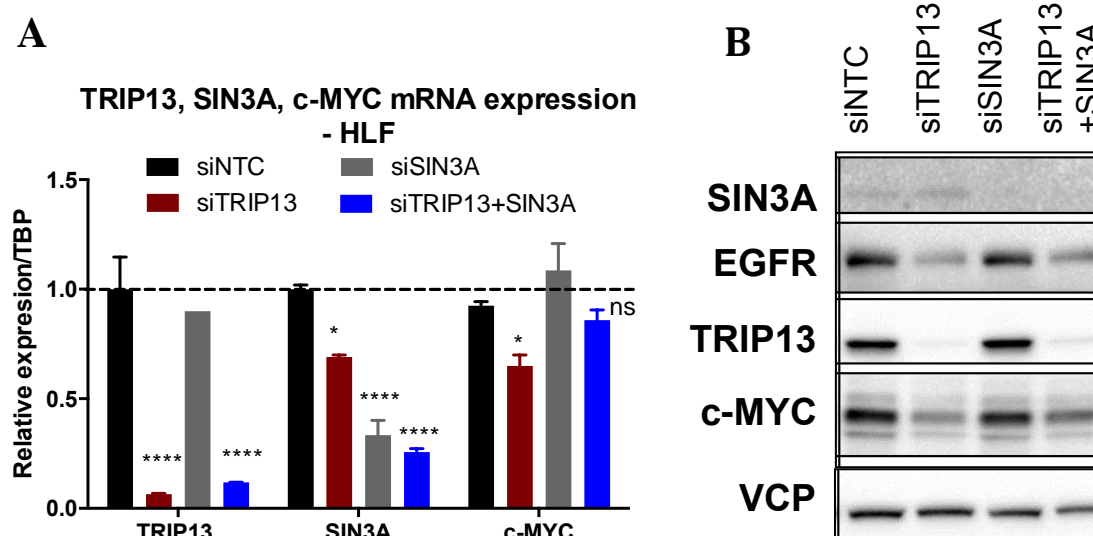 A
TRIP13, SIN3A, c-MYC mRNA expression
- HLF
siNTC
siSIN3A
siTRIP13
siTRIP13+SIN3A
Relative expresion/TBP
1.5
1.0
0.5
0.0
****
****
*
****
****
*
ns
TRIP13
SIN3A
c-MYC
B
siNTC
siTRIP13
siSIN3A
siTRIP13
+SIN3A
SIN3A
EGFR
TRIP13
c-MYC
VCP